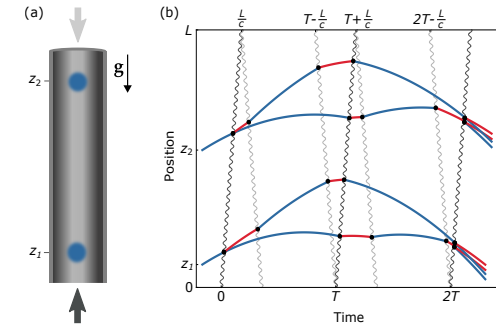 (a)
g
z₂
z₁
(b)
L/c
T-L/c
T+L/c
2T-L/c
L
Position
z₂
z₁
0
0
T
2T
Time